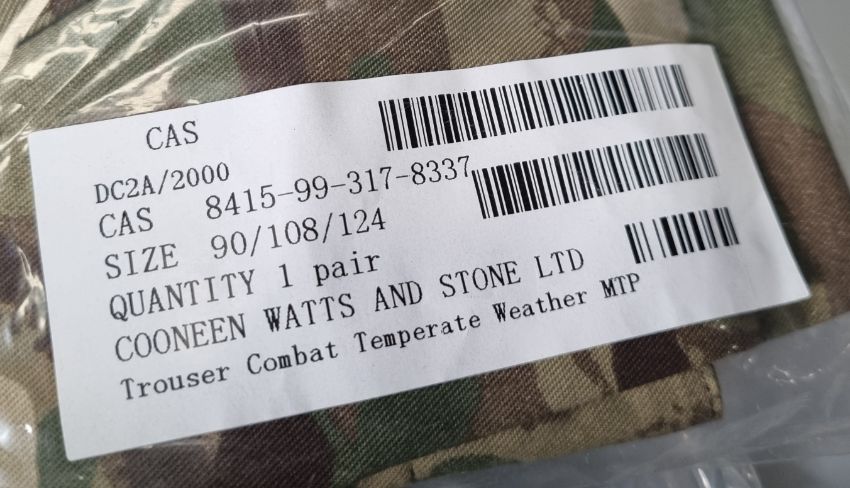 CAS
DC2A/2000
CAS 8415-99-317-8337
SIZE 90/108/124
QUANTITY 1 pair
COONEEN WATTS AND STONE LTD
Trouser Combat Temperate Weather MTP